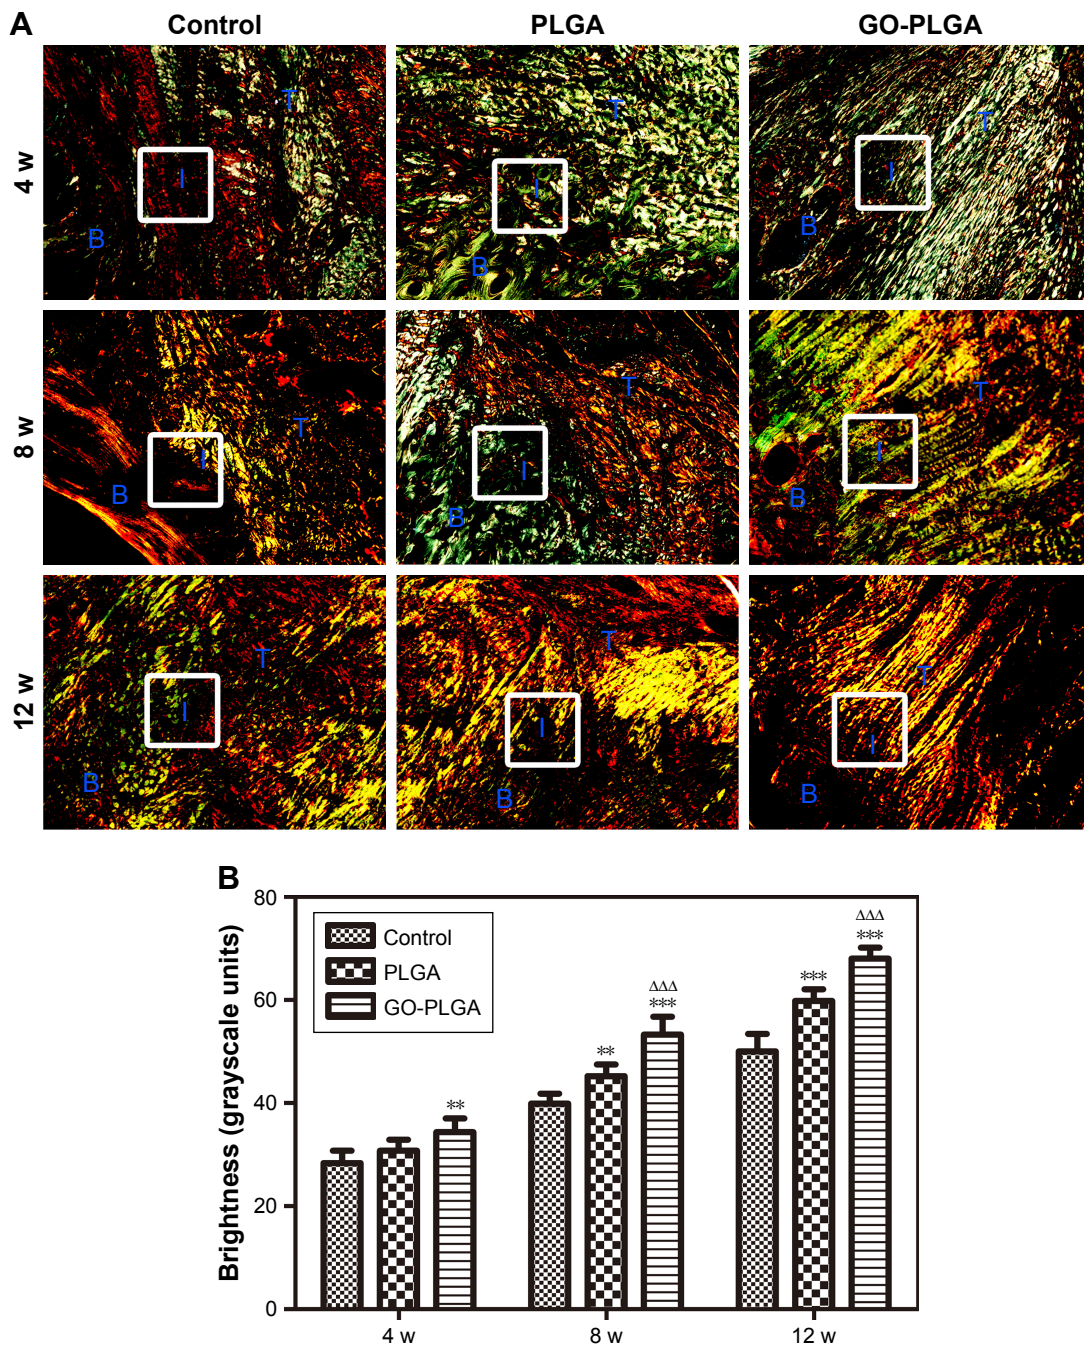 A
Control PLGA GO-PLGA
4 w
T
I
B
T
I
B
T
I
B
8 w
T
I
B
T
I
B
T
I
B
12 w
T
I
B
T
I
B
T
I
B
B
Brightness (grayscale units)
80
60
40
20
0
Control
PLGA
GO-PLGA
**
**
ΔΔΔ
***
***
ΔΔΔ
***
4 w 8 w 12 w